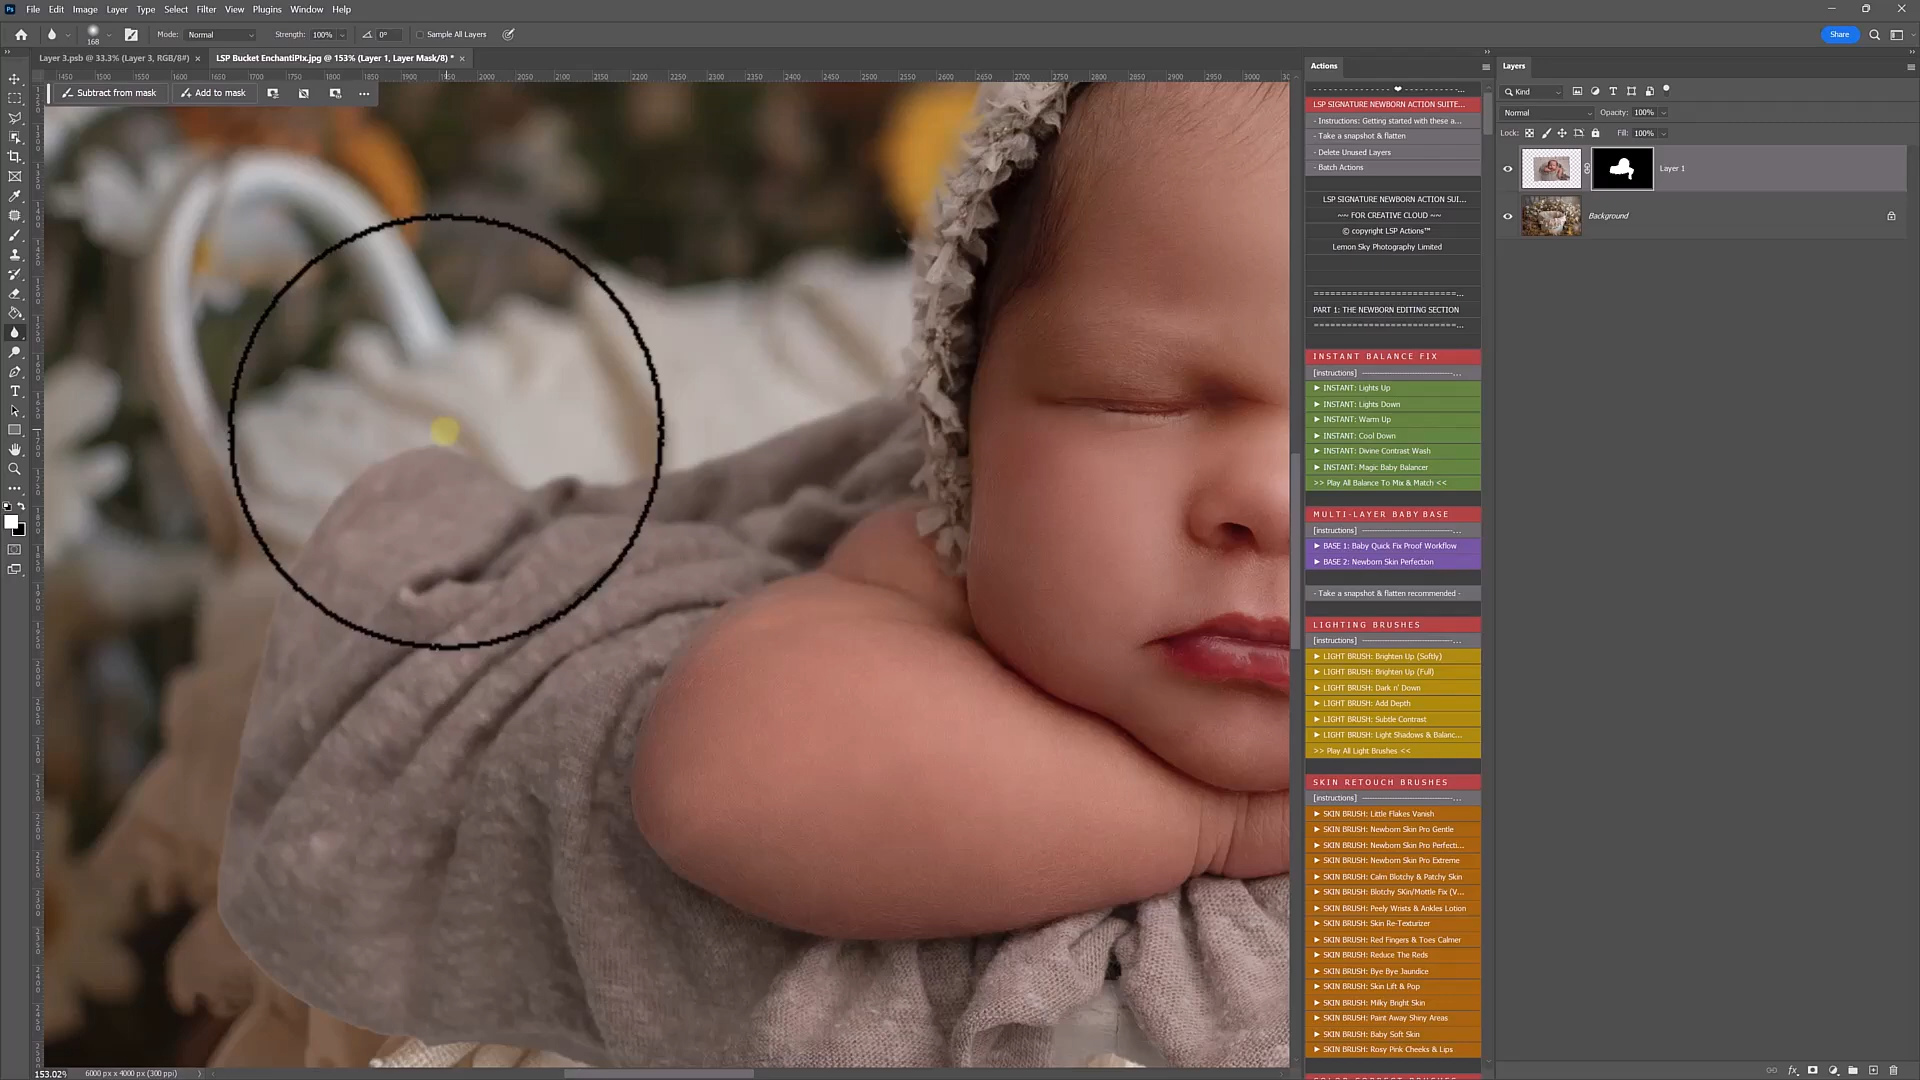 File Edit Image Layer Type Select Filter View Plugins Window Help
168 Mode: Normal Strength: 100% 0° Sample All Layers Share
Layer 3.psb @ 33.3% (Layer 3, RGB/8#) × LSP Bucket EnchantiPix.jpg @ 153% (Layer 1, Layer Mask/8) * ×
Subtract from mask Add to mask
Actions
LSP SIGNATURE NEWBORN ACTION SUITE...
- Instructions: Getting started with these a...
- Take a snapshot & flatten
- Delete Unused Layers
- Batch Actions
LSP SIGNATURE NEWBORN ACTION SUI...
~~ FOR CREATIVE CLOUD ~~
© copyright LSP Actions™
Lemon Sky Photography Limited
PART 1: THE NEWBORN EDITING SECTION
INSTANT BALANCE FIX
[instructions]
INSTANT: Lights Up
INSTANT: Lights Down
INSTANT: Warm Up
INSTANT: Cool Down
INSTANT: Divine Contrast Wash
INSTANT: Magic Baby Balancer
>> Play All Balance To Mix & Match <<
MULTI-LAYER BABY BASE
[instructions]
BASE 1: Baby Quick Fix Proof Workflow
BASE 2: Newborn Skin Perfection
- Take a snapshot & flatten recommended -
LIGHTING BRUSHES
[instructions]
LIGHT BRUSH: Brighten Up (Softly)
LIGHT BRUSH: Brighten Up (Full)
LIGHT BRUSH: Dark n' Down
LIGHT BRUSH: Add Depth
LIGHT BRUSH: Subtle Contrast
LIGHT BRUSH: Light Shadows & Balanc...
>> Play All Light Brushes <<
SKIN RETOUCH BRUSHES
[instructions]
SKIN BRUSH: Little Flakes Vanish
SKIN BRUSH: Newborn Skin Pro Gentle
SKIN BRUSH: Newborn Skin Pro Perfecti...
SKIN BRUSH: Newborn Skin Pro Extreme
SKIN BRUSH: Calm Blotchy & Patchy Skin
SKIN BRUSH: Blotchy SKin/Mottle Fix (V...
SKIN BRUSH: Peely Wrists & Ankles Lotion
SKIN BRUSH: Skin Re-Texturizer
SKIN BRUSH: Red Fingers & Toes Calmer
SKIN BRUSH: Reduce The Reds
SKIN BRUSH: Bye Bye Jaundice
SKIN BRUSH: Skin Lift & Pop
SKIN BRUSH: Milky Bright Skin
SKIN BRUSH: Paint Away Shiny Areas
SKIN BRUSH: Baby Soft Skin
SKIN BRUSH: Rosy Pink Cheeks & Lips
Layers
Kind
Normal Opacity: 100%
Lock: Fill: 100%
Layer 1
Background
153.02% 6000 px x 4000 px (300 ppi)